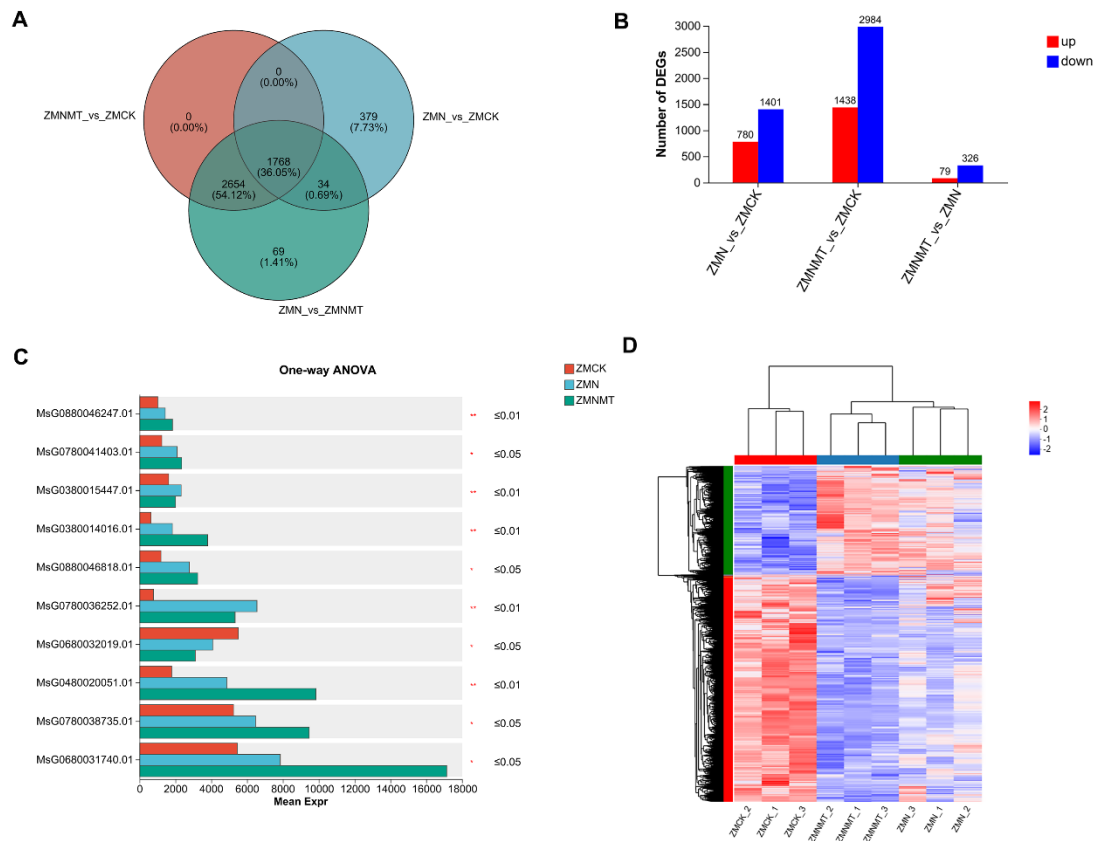 A
0
(0.00%)
ZMNMT_vs_ZMCK
0
(0.00%)
379
(7.73%)
ZMN_vs_ZMCK
1768
(36.05%)
2654
(54.12%)
34
(0.69%)
69
(1.41%)
ZMN_vs_ZMNMT
B
Number of DEGs
3000
2500
2000
1500
1000
500
0
780
1401
1438
2984
79
326
ZMN_vs_ZMCK
ZMNMT_vs_ZMCK
ZMNMT_vs_ZMN
up
down
C
One-way ANOVA
ZMCK
ZMN
ZMNMT
MsG0880046247.01 ** ≤0.01
MsG0780041403.01 * ≤0.05
MsG0380015447.01 ** ≤0.01
MsG0380014016.01 ** ≤0.01
MsG0880046818.01 * ≤0.05
MsG0780036252.01 ** ≤0.01
MsG0680032019.01 * ≤0.05
MsG0480020051.01 ** ≤0.01
MsG0780038735.01 * ≤0.05
MsG0680031740.01 * ≤0.05
0 2000 4000 6000 8000 10000 12000 14000 16000 18000
Mean Expr
D
2
1
0
-1
-2
ZMCK_2
ZMCK_1
ZMCK_3
ZMNMT_2
ZMNMT_1
ZMNMT_3
ZMN_3
ZMN_1
ZMN_2